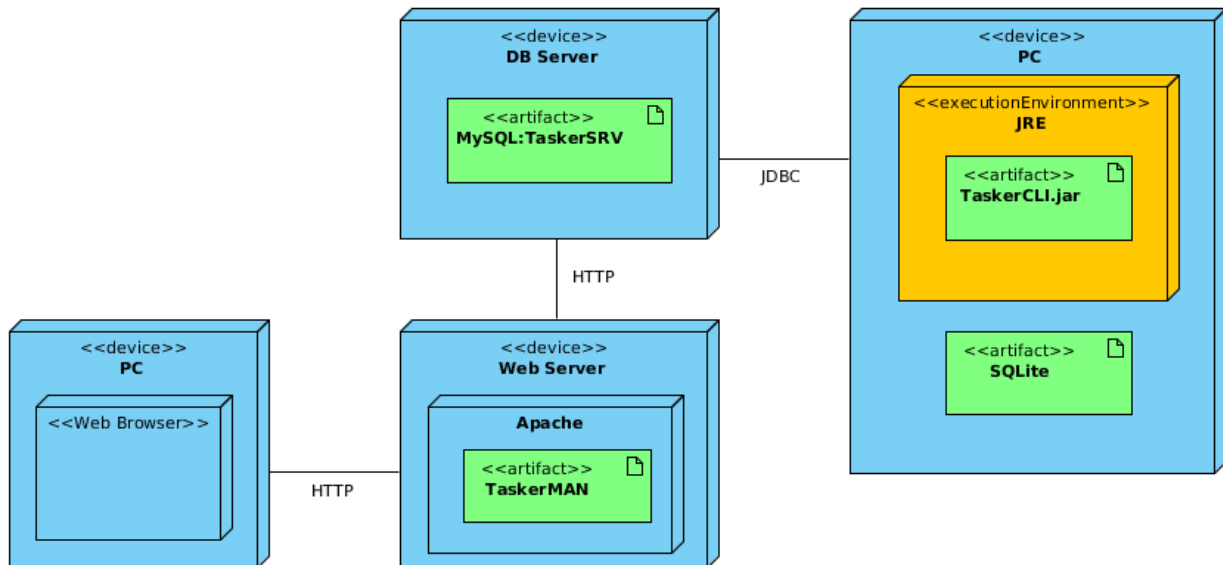 <<device>>
DB Server
<<artifact>>
MySQL:TaskerSRV
JDBC
<<device>>
PC
<<executionEnvironment>>
JRE
<<artifact>>
TaskerCLI.jar
<<artifact>>
SQLite
HTTP
<<device>>
PC
<<Web Browser>>
HTTP
<<device>>
Web Server
Apache
<<artifact>>
TaskerMAN